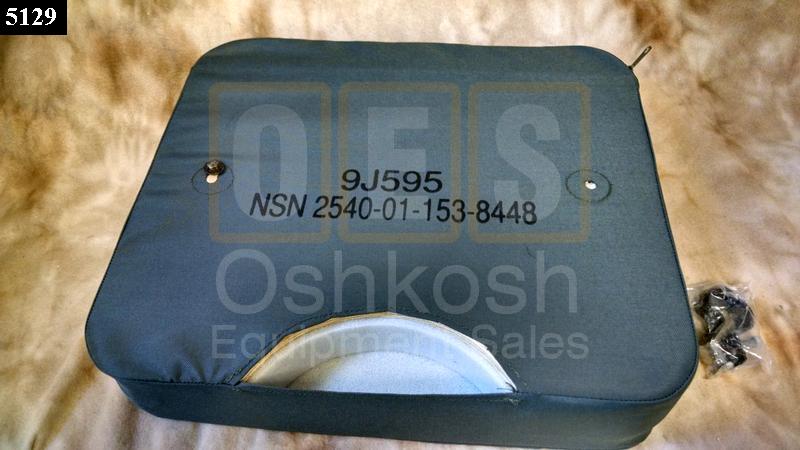 5129
OES
9J595
NSN 2540-01-153-8448
Oshkosh
Equipment Sales